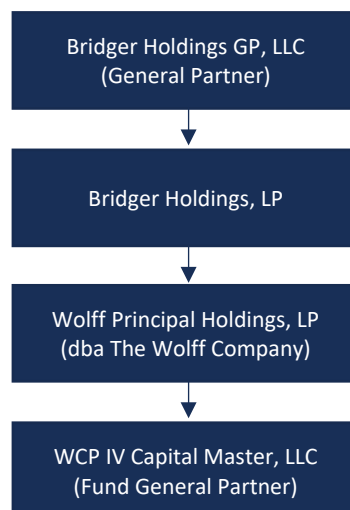 Bridger Holdings GP, LLC
(General Partner)
Bridger Holdings, LP
Wolff Principal Holdings, LP
(dba The Wolff Company)
WCP IV Capital Master, LLC
(Fund General Partner)